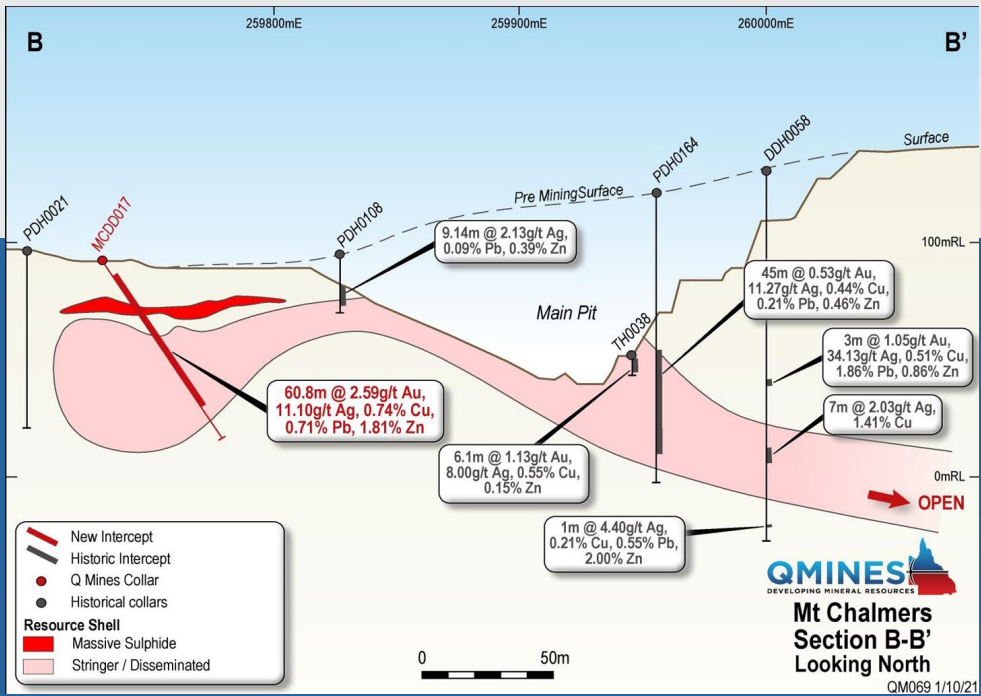 259800mE
259900mE
260000mE
B
B'
PDH0021
MCDD017
PDH0108
PDH0164
DDH0058
TH0038
Surface
Pre MiningSurface
Main Pit
100mRL
0mRL
9.14m @ 2.13g/t Ag,
0.09% Pb, 0.39% Zn
45m @ 0.53g/t Au,
11.27g/t Ag, 0.44% Cu,
0.21% Pb, 0.46% Zn
3m @ 1.05g/t Au,
34.13g/t Ag, 0.51% Cu,
1.86% Pb, 0.86% Zn
60.8m @ 2.59g/t Au,
11.10g/t Ag, 0.74% Cu,
0.71% Pb, 1.81% Zn
7m @ 2.03g/t Ag,
1.41% Cu
6.1m @ 1.13g/t Au,
8.00g/t Ag, 0.55% Cu,
0.15% Zn
OPEN
1m @ 4.40g/t Ag,
0.21% Cu, 0.55% Pb,
2.00% Zn
New Intercept
Historic Intercept
Q Mines Collar
Historical collars
Resource Shell
Massive Sulphide
Stringer / Disseminated
0
50m
QMINES
DEVELOPING MINERAL RESOURCES
Mt Chalmers
Section B-B'
Looking North
QM069 1/10/21